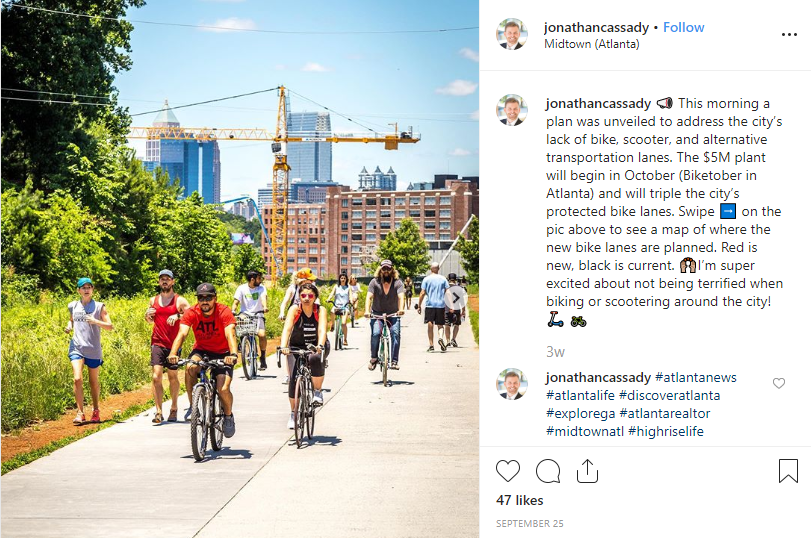 jonathancassady • Follow
Midtown (Atlanta)
jonathancassady 📣 This morning a
plan was unveiled to address the city's
lack of bike, scooter, and alternative
transportation lanes. The $5M plant
will begin in October (Biketober in
Atlanta) and will triple the city's
protected bike lanes. Swipe ➡️ on the
pic above to see a map of where the
new bike lanes are planned. Red is
new, black is current. 🙌I'm super
excited about not being terrified when
biking or scootering around the city!
🛴 🚲
3w
jonathancassady #atlantanews
#atlantalife #discoveratlanta
#explorega #atlantarealtor
#midtownatl #highriselife
47 likes
SEPTEMBER 25
ATL